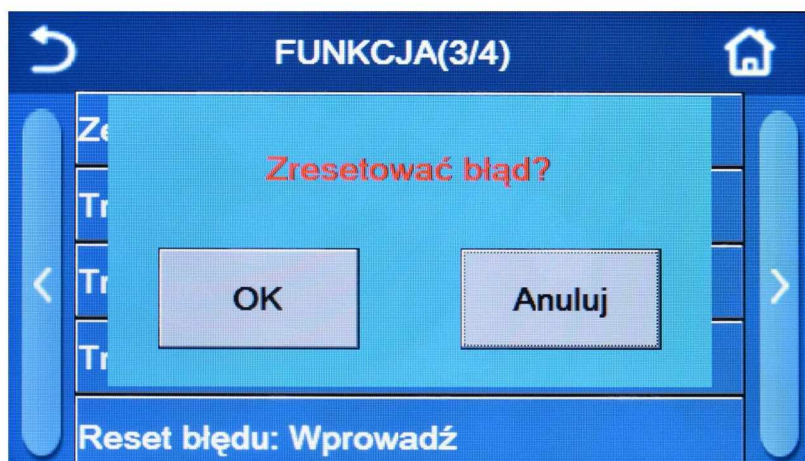 FUNKCJA(3/4)
Zresetować błąd?
OK
Anuluj
Reset błędu: Wprowadź